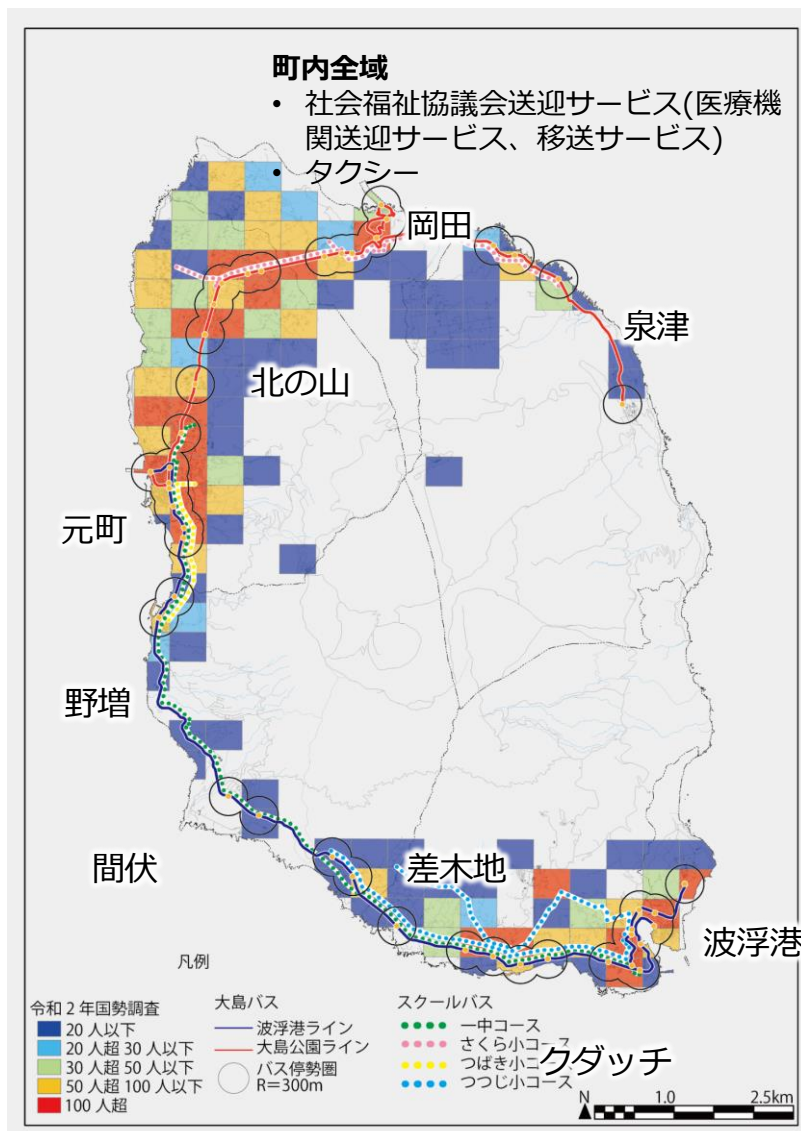 町内全域
• 社会福祉協議会送迎サービス(医療機
関送迎サービス、移送サービス)
• タクシー
岡田
泉津
北の山
元町
野増
間伏
差木地
波浮港
クダッチ
凡例
令和2年国勢調査
20人以下
20人超30人以下
30人超50人以下
50人超100人以下
100人超
大島バス
波浮港ライン
大島公園ライン
バス停勢圏
R=300m
スクールバス
一中コース
さくら小コース
つばき小コース
つつじ小コース
N 1.0 2.5km